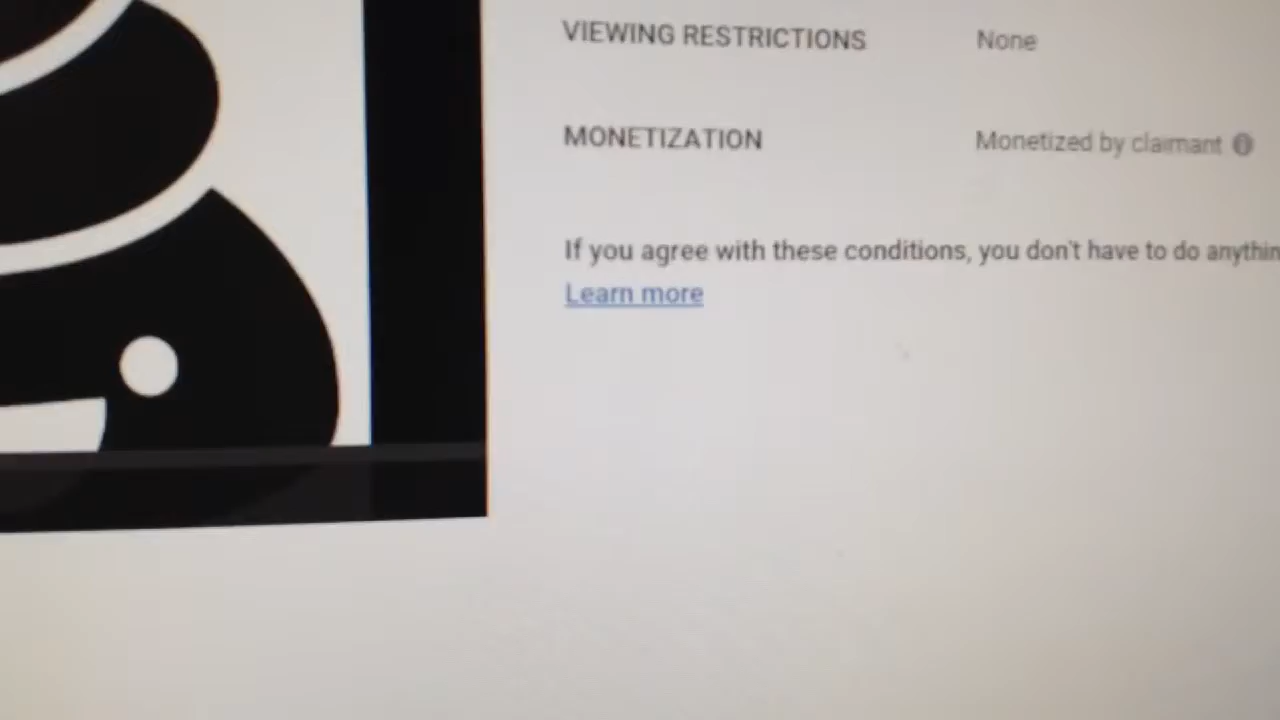 VIEWING RESTRICTIONS None
MONETIZATION Monetized by claimant
If you agree with these conditions, you don't have to do anythin
Learn more